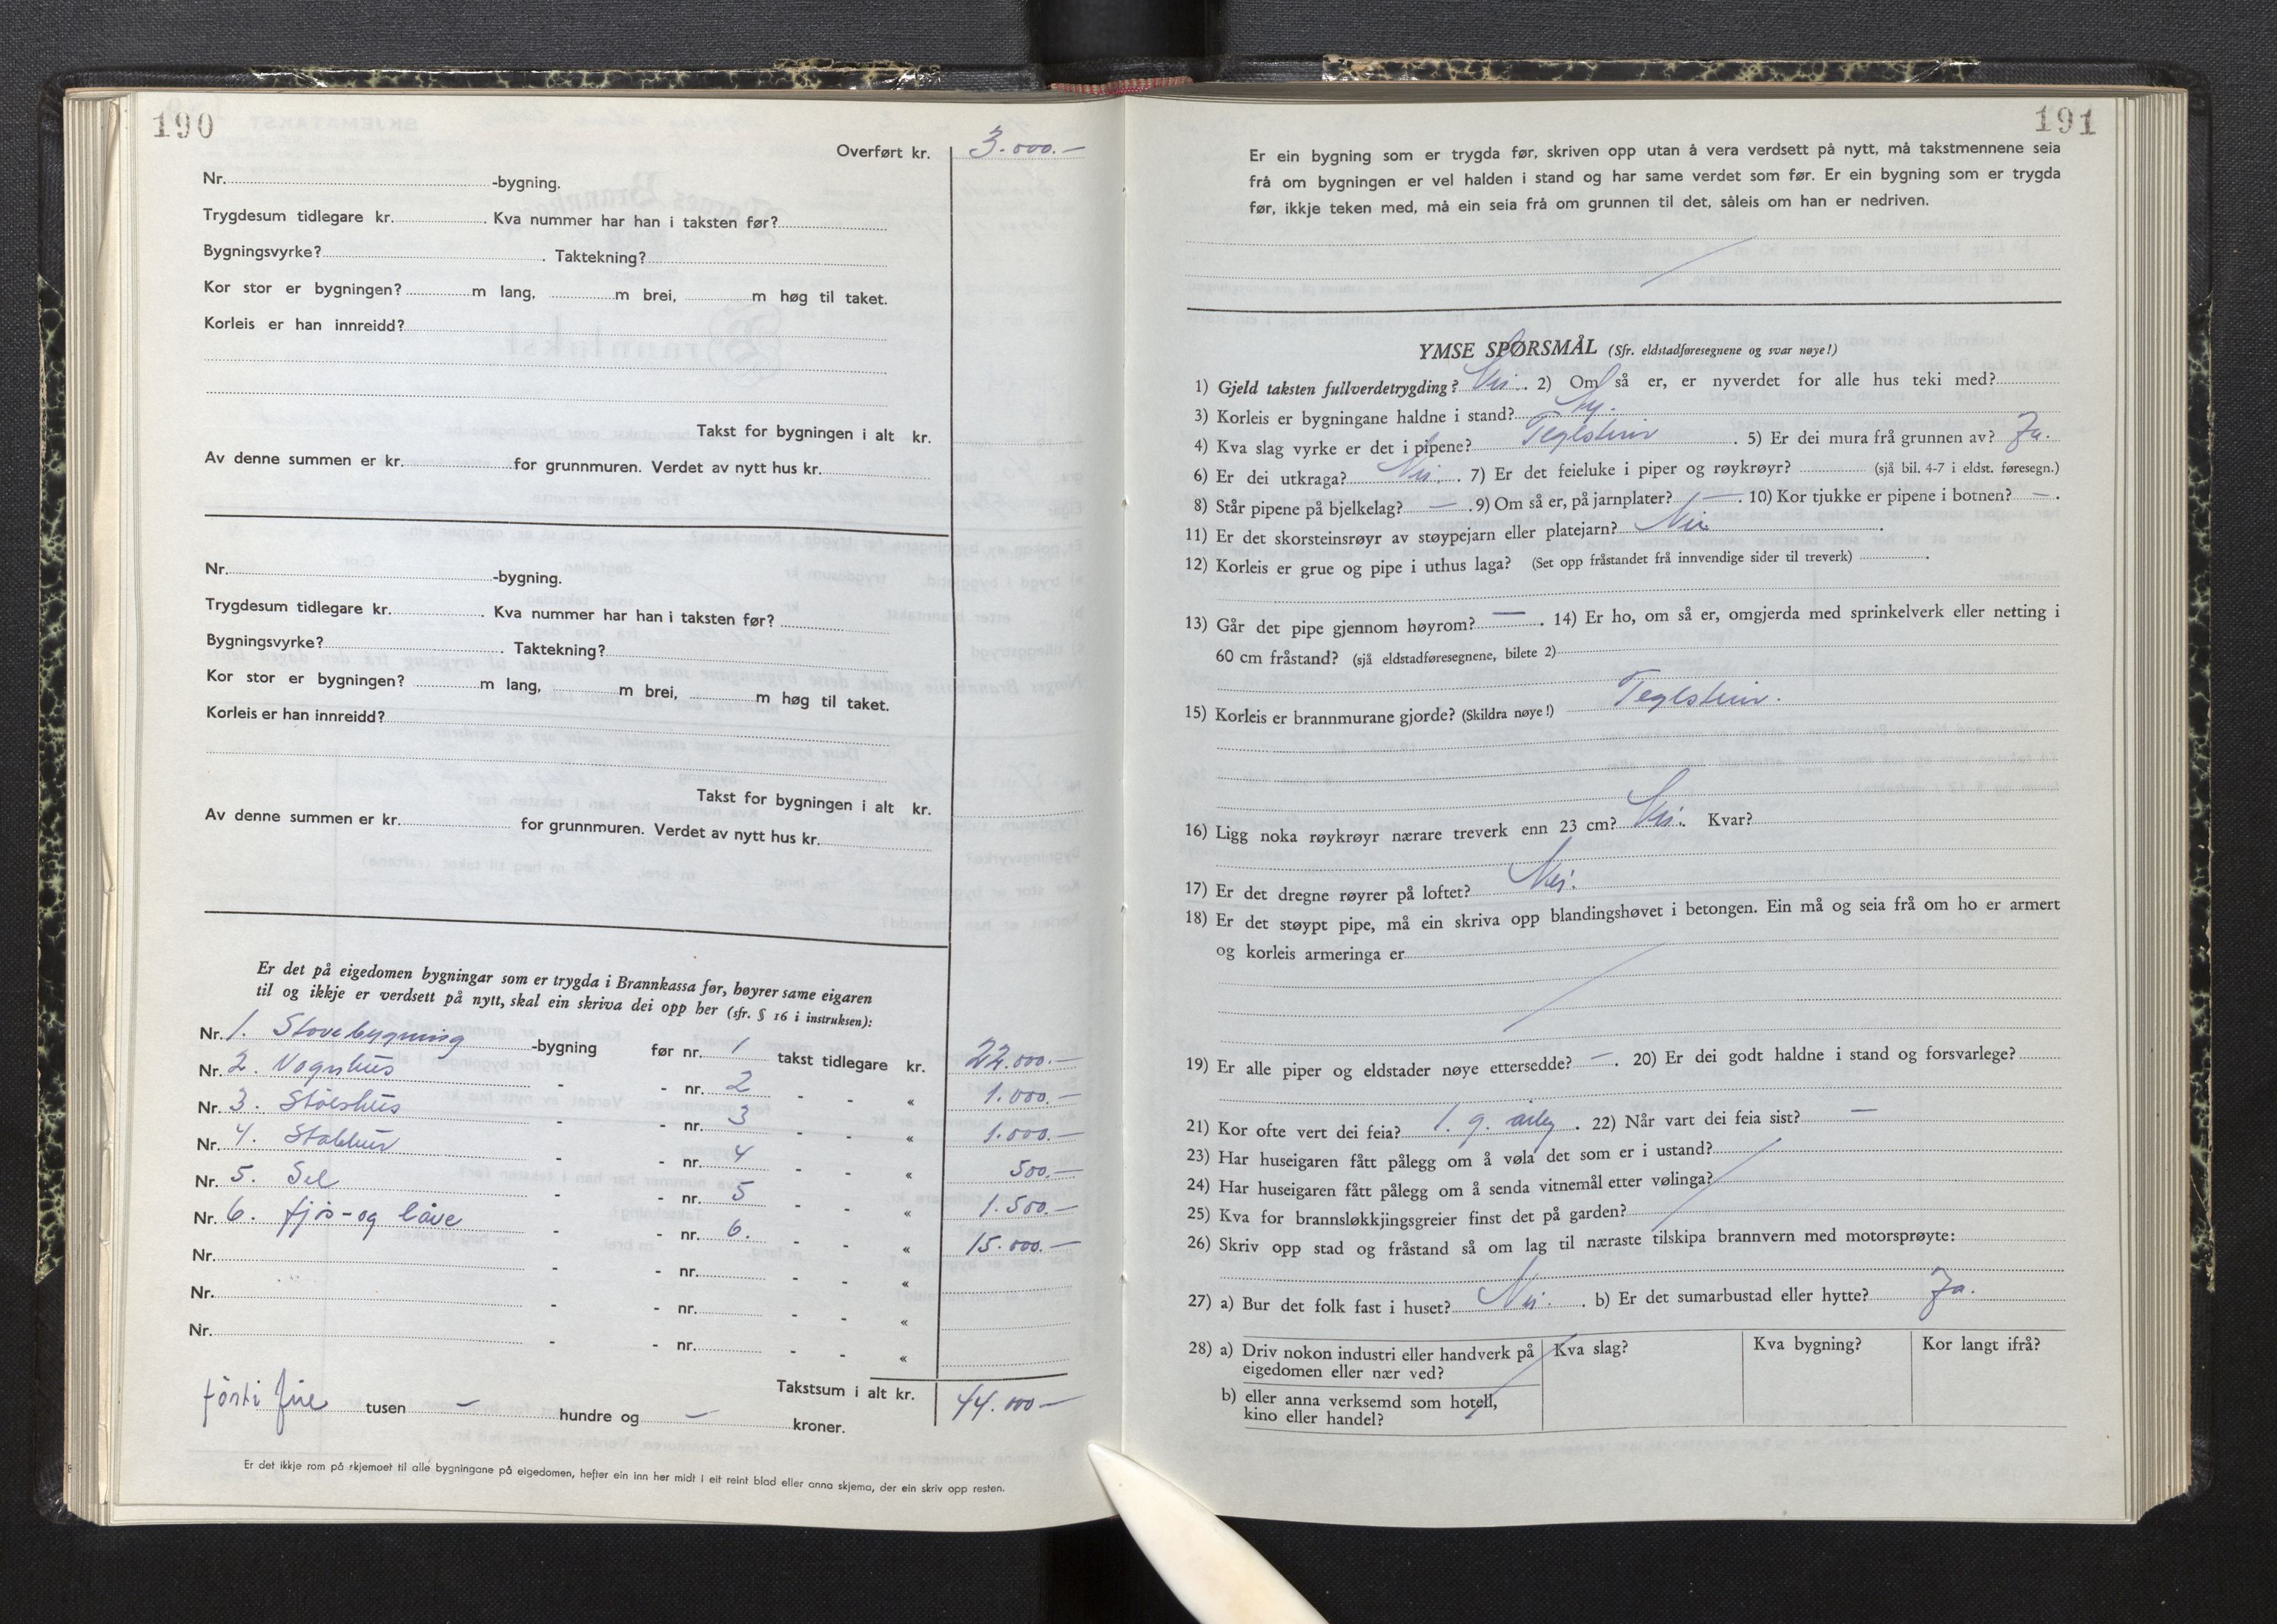 190
Overført kr. 3.000.—
Nr. -bygning.
Trygdesum tidlegare kr. . Kva nummer har han i taksten før?
Bygningsvyrke? . Taktekning?
Kor stor er bygningen? m lang, m brei, m høg til taket.
Korleis er han innreidd?
Takst for bygningen i alt kr.
Av denne summen er kr. for grunnmuren. Verdet av nytt hus kr.
Nr. -bygning.
Trygdesum tidlegare kr. . Kva nummer har han i taksten før?
Bygningsvyrke? . Taktekning?
Kor stor er bygningen? m lang, m brei, m høg til taket.
Korleis er han innreidd?
Takst for bygningen i alt kr.
Av denne summen er kr. for grunnmuren. Verdet av nytt hus kr.
Er det på eigedomen bygningar som er trygda i Brannkassa før, høyrer same eigaren
til og ikkje er verdsett på nytt, skal ein skriva dei opp her (sfr. § 16 i instruksen):
Nr. 1. Stovebygning -bygning før nr. 1 takst tidlegare kr. 22.000.—
Nr. 2. Vognhus - - nr. 2 - - « 1.000.—
Nr. 3. Stølshus - - nr. 3 - - « 1.000.—
Nr. 4. Stabbur - - nr. 4 - - « 500.—
Nr. 5. Sel - - nr. 5 - - « 1.500.—
Nr. 6. fjös- og låve - - nr. 6. - - « 15.000.—
Nr. - - nr. - - «
Nr. - - nr. - - «
Nr. - - nr. - - «
Takstsum i alt kr. 44.000—
förti fire tusen — hundre og — kroner.
Er det ikkje rom på skjemoet til alle bygningane på eigedomen, hefter ein inn her midt i eit reint blad eller anna skjema, der ein skriv opp resten.
191
Er ein bygning som er trygda før, skriven opp utan å vera verdsett på nytt, må takstmennene seia
frå om bygningen er vel halden i stand og har same verdet som før. Er ein bygning som er trygda
før, ikkje teken med, må ein seia frå om grunnen til det, såleis om han er nedriven.
YMSE SPØRSMÅL (Sfr. eldstadføresegnene og svar nøye!)
1) Gjeld taksten fullverdetrygding? Nei. 2) Om så er, er nyverdet for alle hus teki med?
3) Korleis er bygningane haldne i stand? Ny.
4) Kva slag vyrke er det i pipene? Teglstein . 5) Er dei mura frå grunnen av? Ja.
6) Er dei utkraga? Nei. 7) Er det feieluke i piper og røykrøyr? (sjå bil. 4-7 i eldst. føresegn.)
8) Står pipene på bjelkelag? — . 9) Om så er, på jarnplater? — . 10) Kor tjukke er pipene i botnen? — .
11) Er det skorsteinsrøyr av støypejarn eller platejarn? Nei .
12) Korleis er grue og pipe i uthus laga? (Set opp fråstandet frå innvendige sider til treverk) .
13) Går det pipe gjennom høyrom? — . 14) Er ho, om så er, omgjerda med sprinkelverk eller netting i
60 cm fråstand? (sjå eldstadføresegnene, bilete 2)
15) Korleis er brannmurane gjorde? (Skildra nøye!) Teglstein.
16) Ligg noka røykrøyr nærare treverk enn 23 cm? Nei. Kvar?
17) Er det dregne røyrer på loftet? Nei.
18) Er det støypt pipe, må ein skriva opp blandingshøvet i betongen. Ein må og seia frå om ho er armert
og korleis armeringa er
19) Er alle piper og eldstader nøye ettersedde? — . 20) Er dei godt haldne i stand og forsvarlege?
21) Kor ofte vert dei feia? 1. g. årleg . 22) Når vart dei feia sist? —
23) Har huseigaren fått pålegg om å vøla det som er i ustand?
24) Har huseigaren fått pålegg om å senda vitnemål etter vølinga?
25) Kva for brannsløkkjingsgreier finst det på garden?
26) Skriv opp stad og fråstand så om lag til næraste tilskipa brannvern med motorsprøyte:
27) a) Bur det folk fast i huset? Nei. . b) Er det sumarbustad eller hytte? Ja.
28) a) Driv nokon industri eller handverk på eigedomen eller nær ved? Kva slag? Kva bygning? Kor langt ifrå?
b) eller anna verksemd som hotell, kino eller handel?